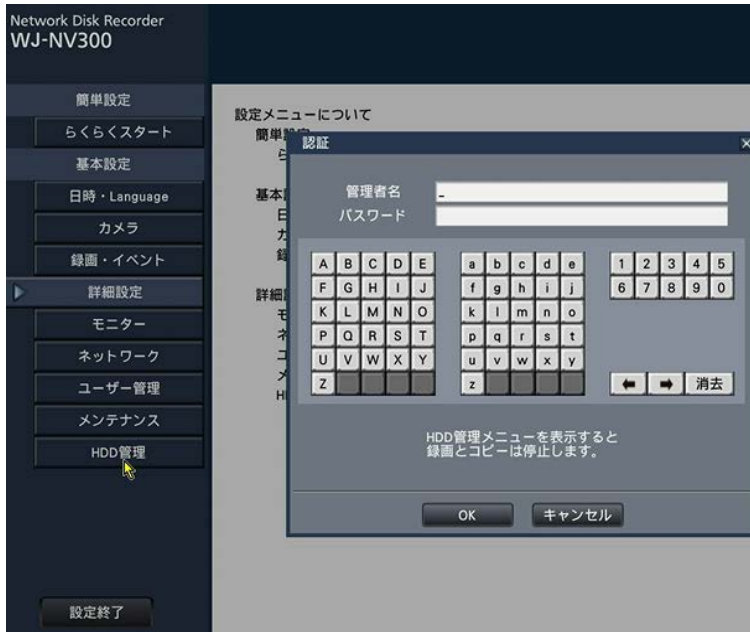 Network Disk Recorder
WJ-NV300
簡単設定
らくらくスタート
基本設定
日時・Language
カメラ
録画・イベント
詳細設定
モニター
ネットワーク
ユーザー管理
メンテナンス
HDD管理
設定終了
設定メニューについて
簡単
基本
詳細
認証
管理者名
パスワード
A B C D E a b c d e 1 2 3 4 5
F G H I J f g h i j 6 7 8 9 0
K L M N O k l m n o
P Q R S T p q r s t
U V W X Y u v w x y
Z z ← → 消去
HDD管理メニューを表示すると
録画とコピーは停止します。
OK キャンセル